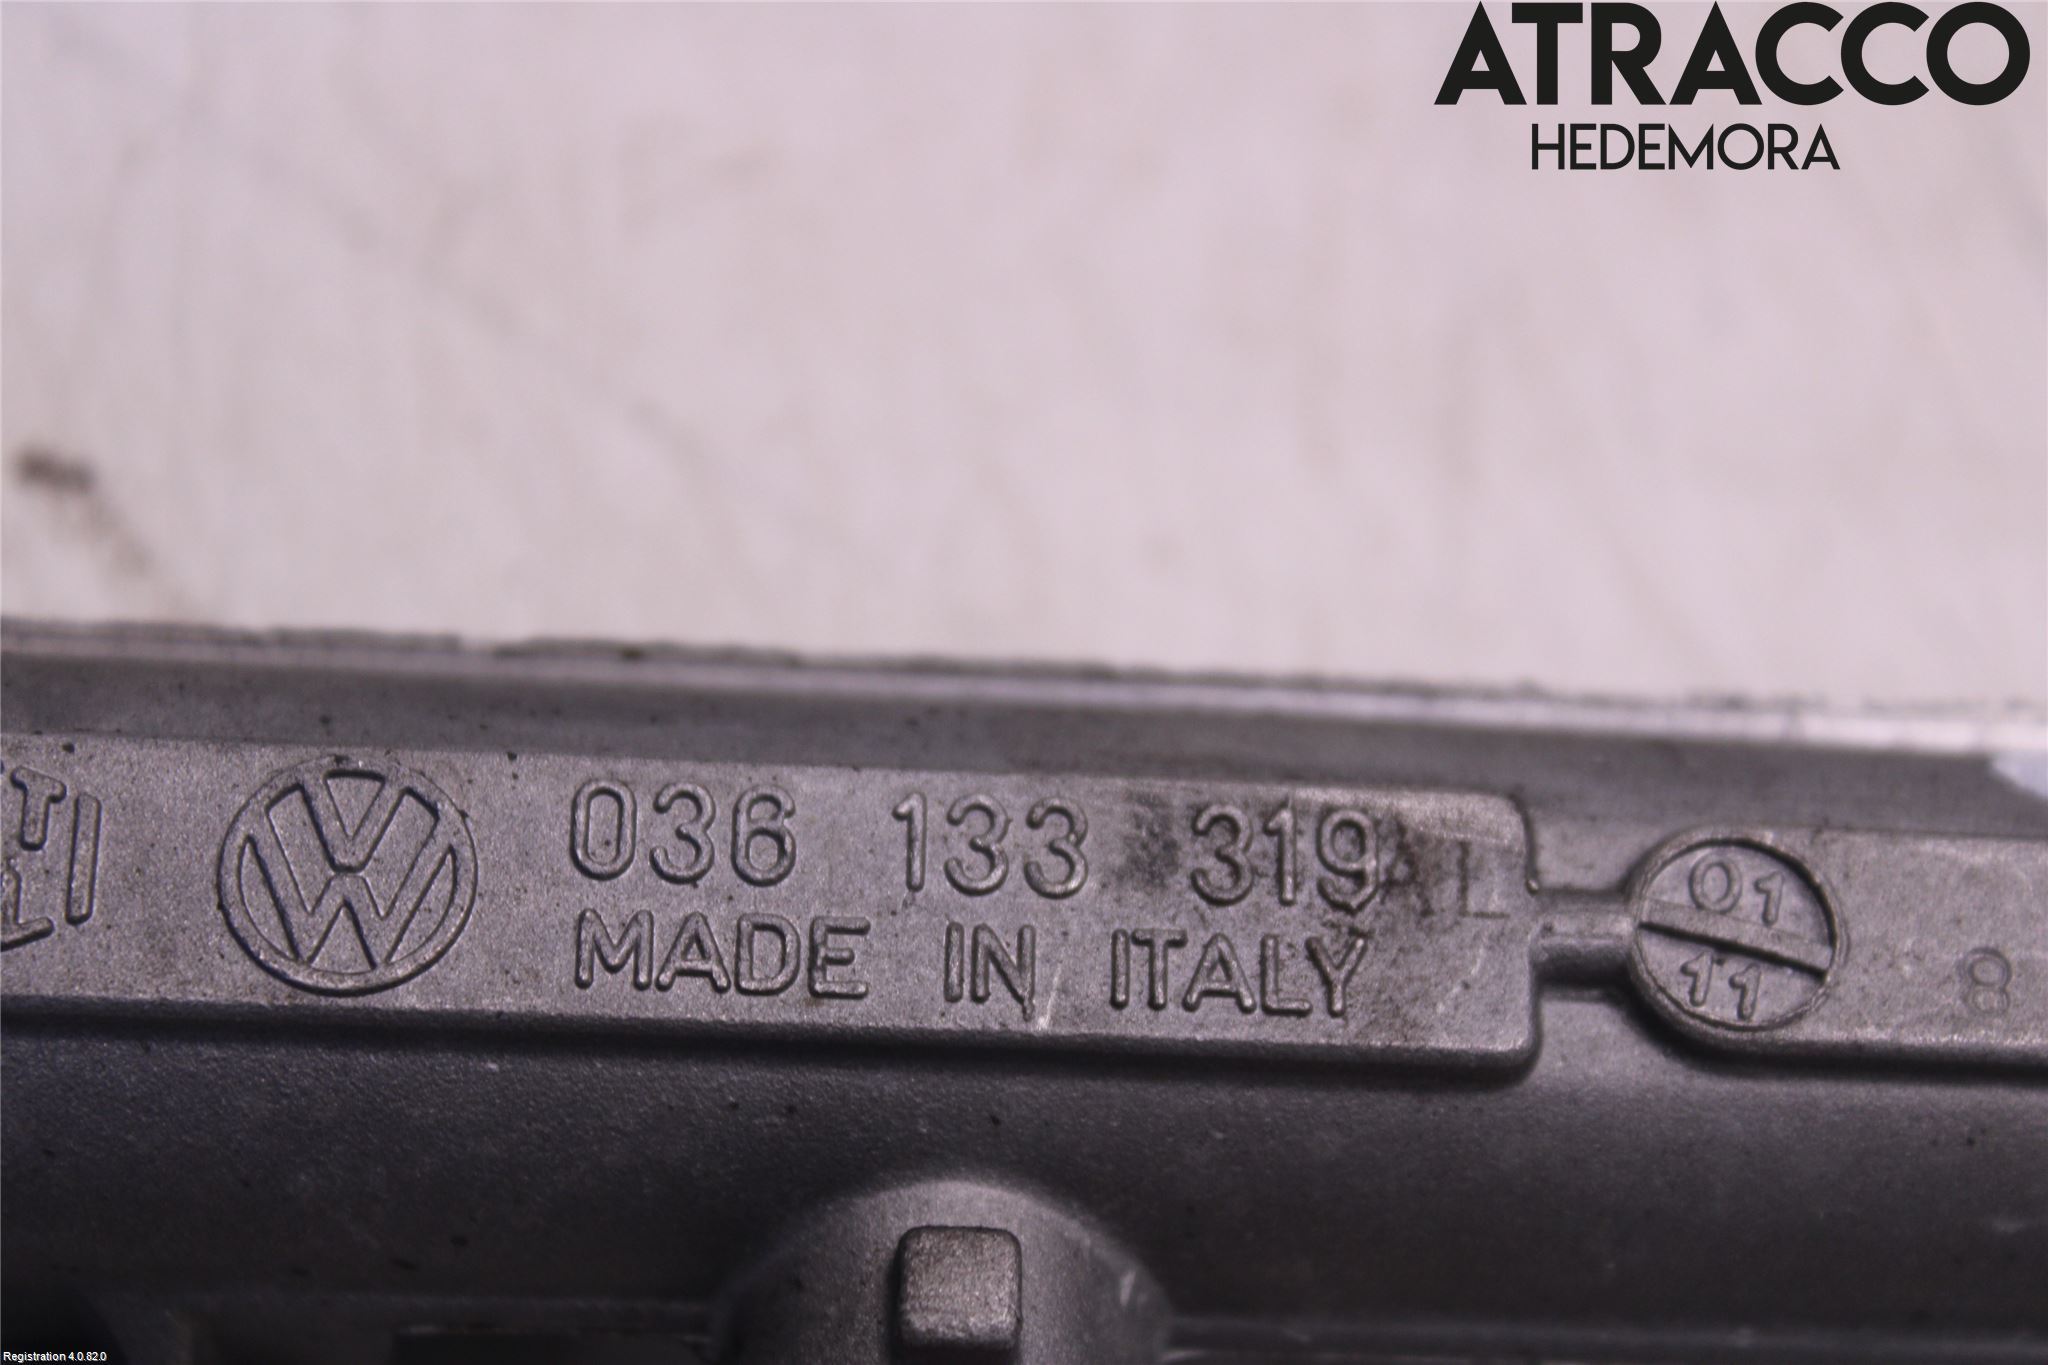 ATRACCO
HEDEMORA
036 133 319
MADE IN ITALY
01
11
8
Registration 4.0.82.0